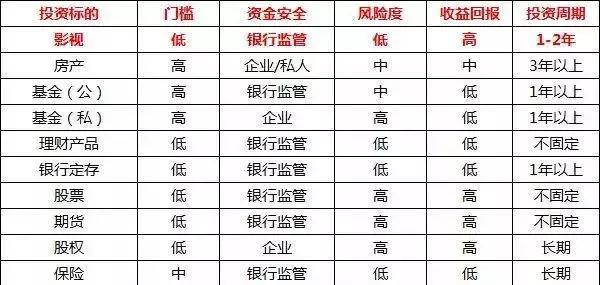 投资标的 门槛 资金安全 风险度 收益回报 投资周期
影视 低 银行监管 低 高 1-2年
房产 高 企业/私人 中 中 3年以上
基金（公） 高 银行监管 中 低 1年以上
基金（私） 高 企业 高 低 1年以上
理财产品 低 银行监管 低 低 不固定
银行定存 低 银行监管 低 低 1年以上
股票 低 银行监管 高 高 不固定
期货 低 银行监管 高 高 不固定
股权 低 企业 高 高 长期
保险 中 银行监管 低 低 长期